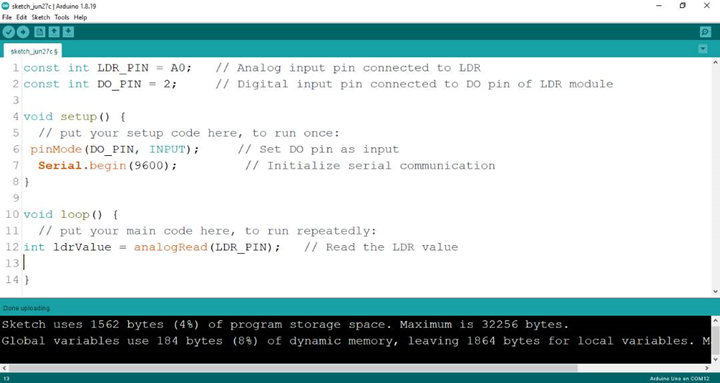 sketch_jun27c | Arduino 1.8.19
File Edit Sketch Tools Help
sketch_jun27c §
1 const int LDR_PIN = A0;   // Analog input pin connected to LDR
2 const int DO_PIN = 2;     // Digital input pin connected to DO pin of LDR module
3
4 void setup() {
5   // put your setup code here, to run once:
6  pinMode(DO_PIN, INPUT);     // Set DO pin as input
7   Serial.begin(9600);         // Initialize serial communication
8 }
9
10 void loop() {
11   // put your main code here, to run repeatedly:
12 int ldrValue = analogRead(LDR_PIN);   // Read the LDR value
13
14 }
Done uploading.
Sketch uses 1562 bytes (4%) of program storage space. Maximum is 32256 bytes.
Global variables use 184 bytes (8%) of dynamic memory, leaving 1864 bytes for local variables. M
13 Arduino Uno on COM12